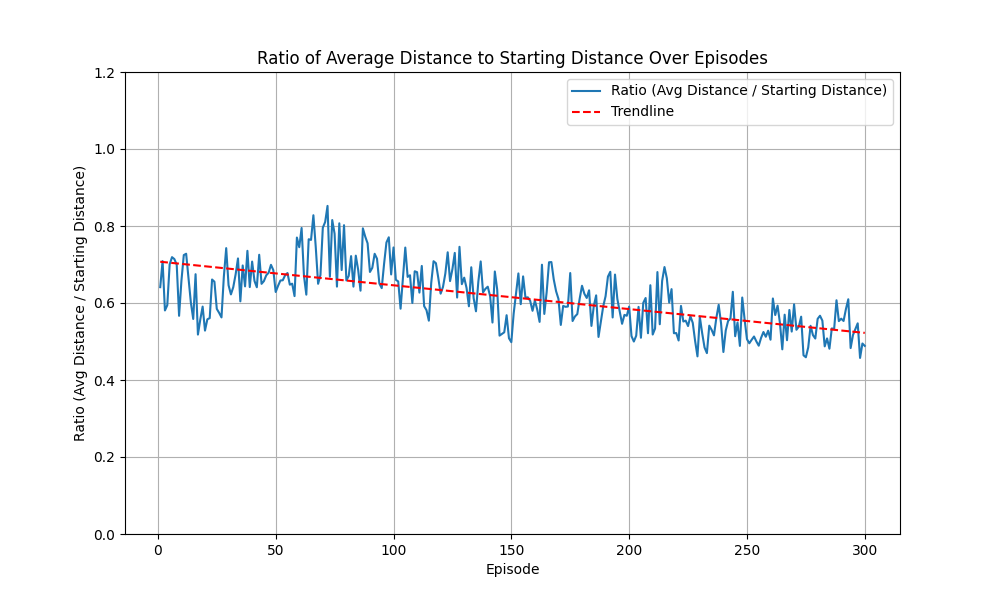 Ratio of Average Distance to Starting Distance Over Episodes
Ratio (Avg Distance / Starting Distance)
Trendline
Ratio (Avg Distance / Starting Distance)
1.2
1.0
0.8
0.6
0.4
0.2
0.0
0 50 100 150 200 250 300
Episode